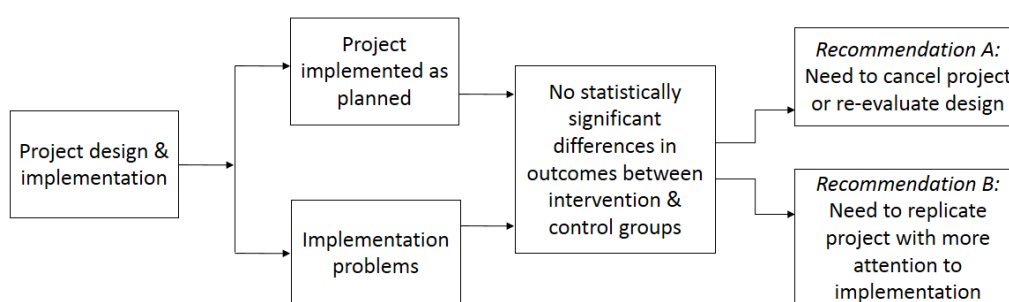 Project design &
implementation
Project
implemented as
planned
Implementation
problems
No statistically
significant
differences in
outcomes between
intervention &
control groups
Recommendation A:
Need to cancel project
or re-evaluate design
Recommendation B:
Need to replicate
project with more
attention to
implementation